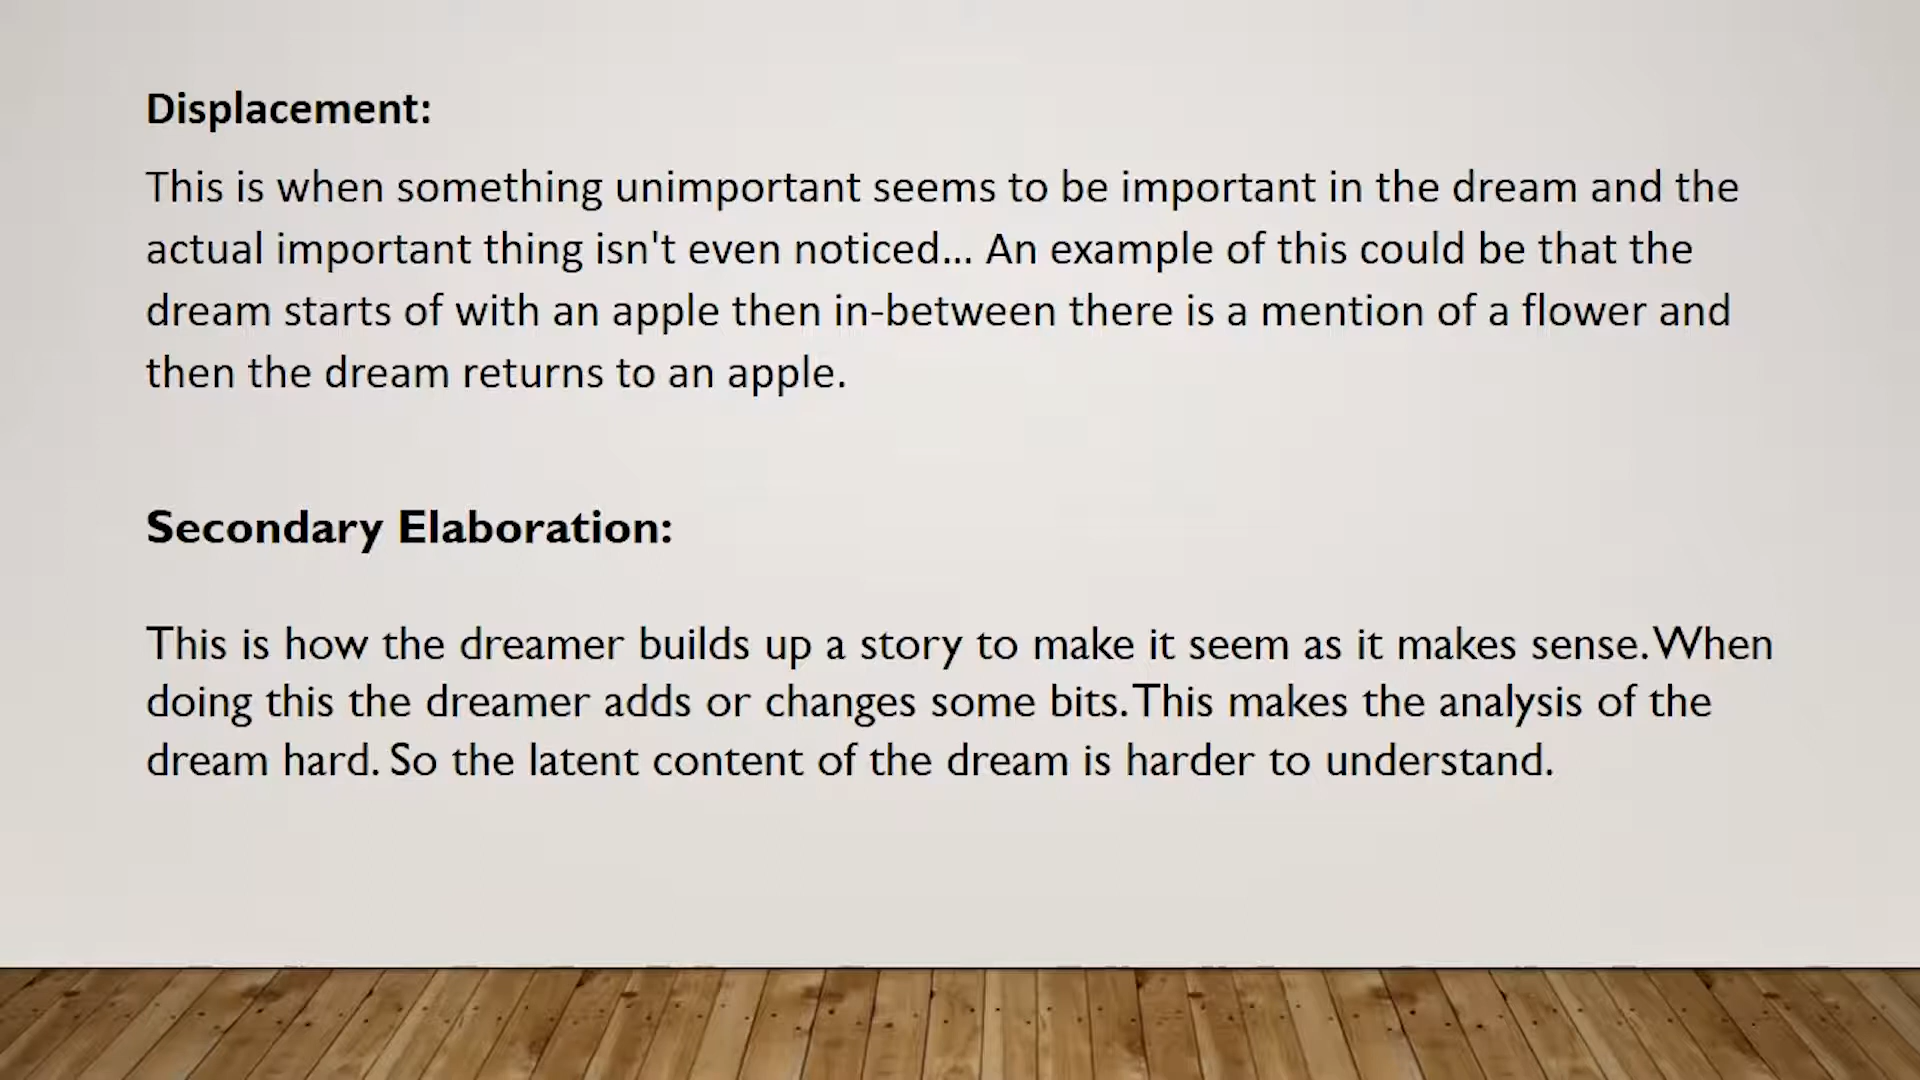 Displacement:
This is when something unimportant seems to be important in the dream and the
actual important thing isn't even noticed... An example of this could be that the
dream starts of with an apple then in-between there is a mention of a flower and
then the dream returns to an apple.
Secondary Elaboration:
This is how the dreamer builds up a story to make it seem as it makes sense. When
doing this the dreamer adds or changes some bits. This makes the analysis of the
dream hard. So the latent content of the dream is harder to understand.